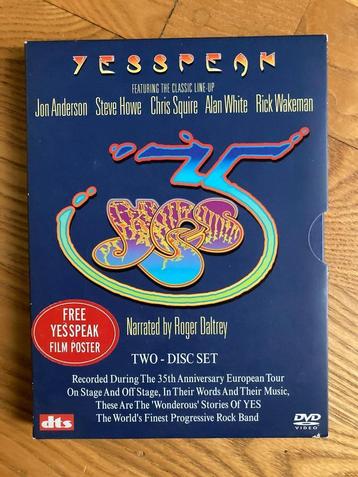 YESSPEAK
FEATURING THE CLASSIC LINE-UP
Jon Anderson Steve Howe Chris Squire Alan White Rick Wakeman
35
YES
FREE
YESSPEAK
FILM POSTER
Narrated by Roger Daltrey
TWO - DISC SET
Recorded During The 35th Anniversary European Tour
On Stage And Off Stage, In Their Words And Their Music,
These Are The 'Wonderous' Stories Of YES
The World's Finest Progressive Rock Band
dts
DVD
VIDEO